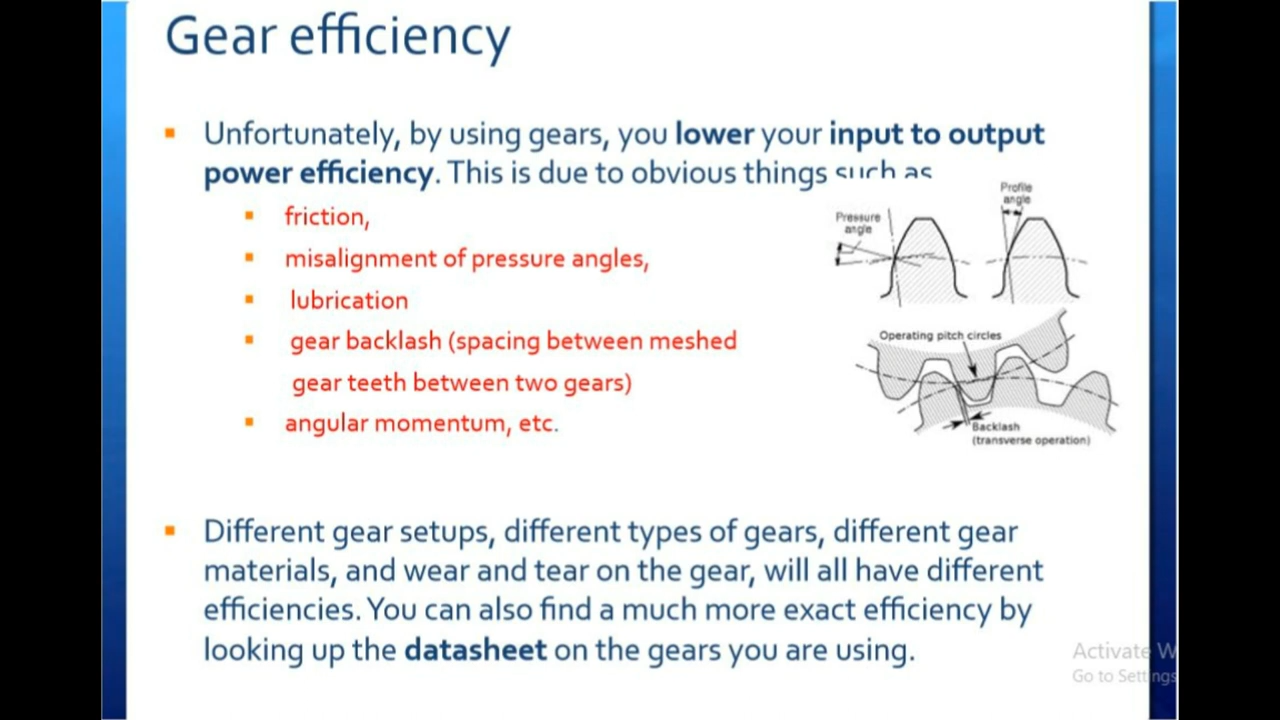 Gear efficiency
Unfortunately, by using gears, you lower your input to output
power efficiency. This is due to obvious things such as
friction,
misalignment of pressure angles,
lubrication
gear backlash (spacing between meshed
gear teeth between two gears)
angular momentum, etc.
Profile
angle
Pressure
angle
Operating pitch circles
Backlash
(transverse operation)
Different gear setups, different types of gears, different gear
materials, and wear and tear on the gear, will all have different
efficiencies. You can also find a much more exact efficiency by
looking up the datasheet on the gears you are using.
Activate W
Go to Settings